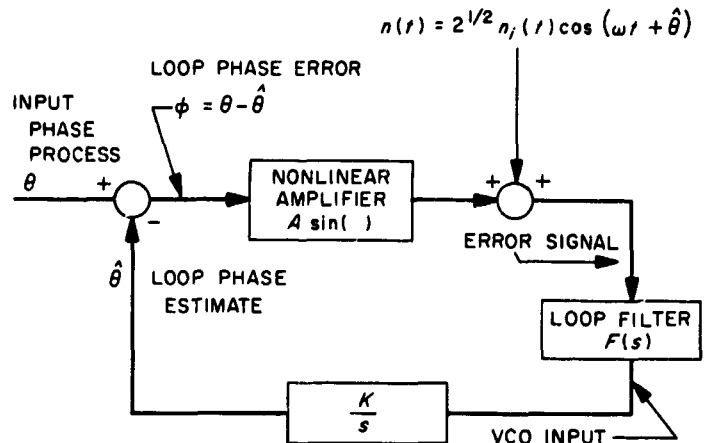 n(t) = 2^{1/2} n_i(t) cos (ωt + θ̂)
LOOP PHASE ERROR
ϕ = θ - θ̂
INPUT
PHASE
PROCESS
θ
+
-
NONLINEAR
AMPLIFIER
A sin( )
+
+
ERROR SIGNAL
θ̂
LOOP PHASE
ESTIMATE
LOOP FILTER
F(s)
K
s
VCO INPUT